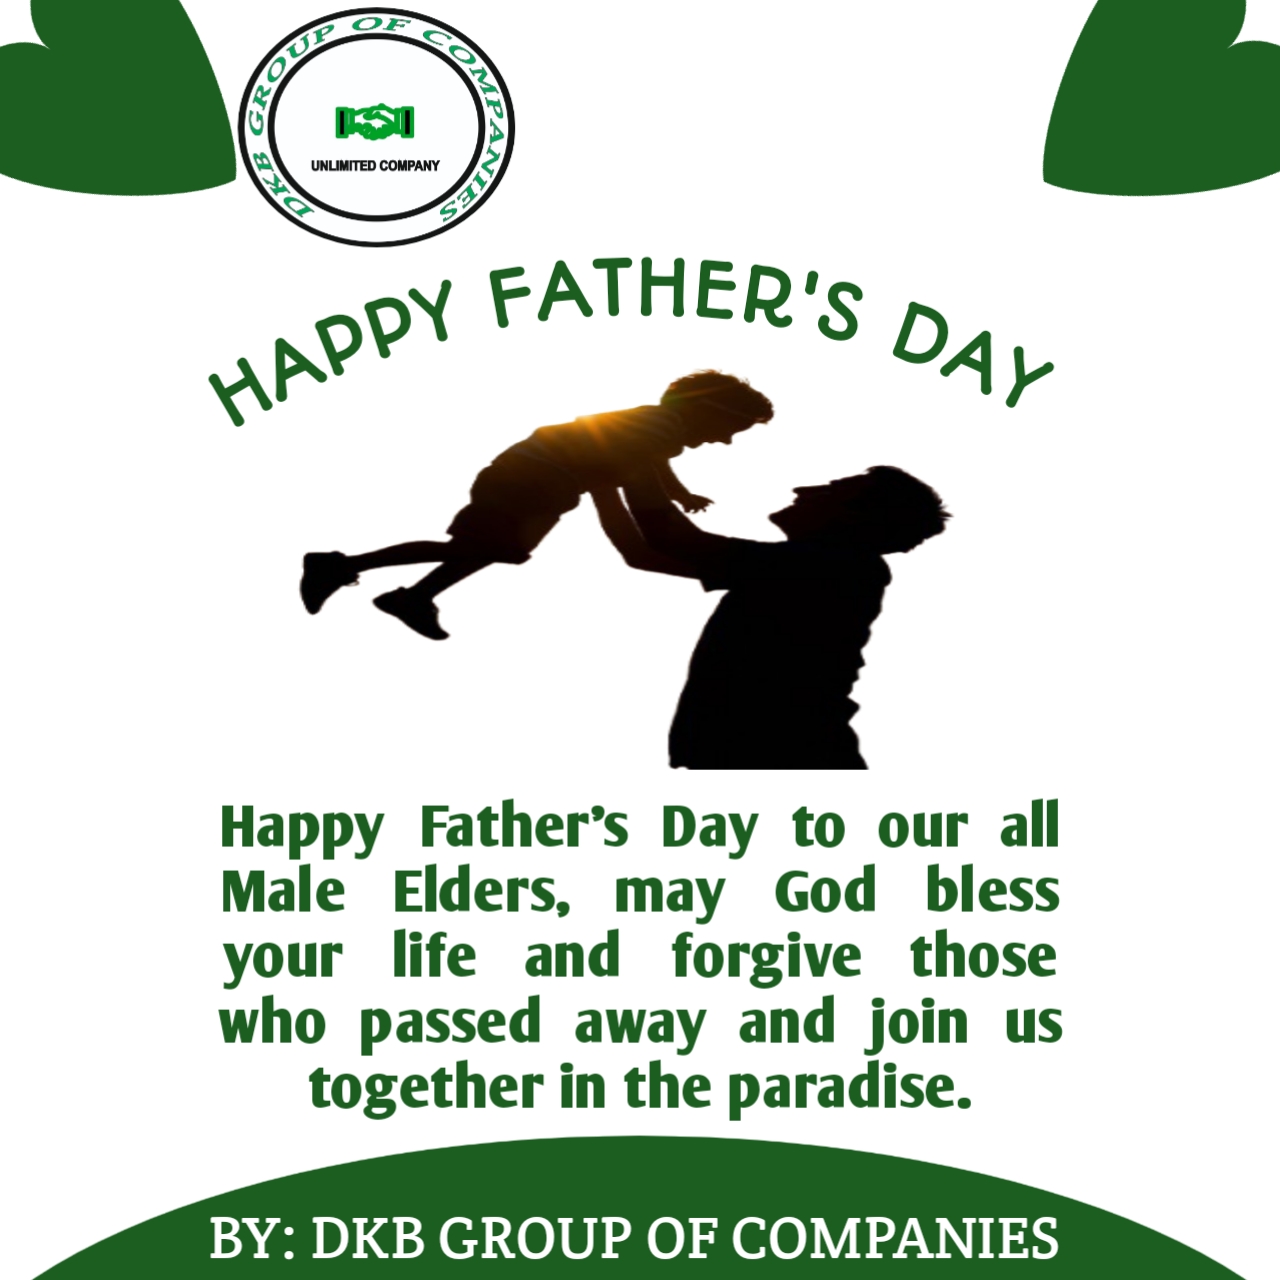 DKB GROUP OF COMPANIES
UNLIMITED COMPANY
HAPPY FATHER'S DAY
Happy Father’s Day to our all
Male Elders, may God bless
your life and forgive those
who passed away and join us
together in the paradise.
BY: DKB GROUP OF COMPANIES